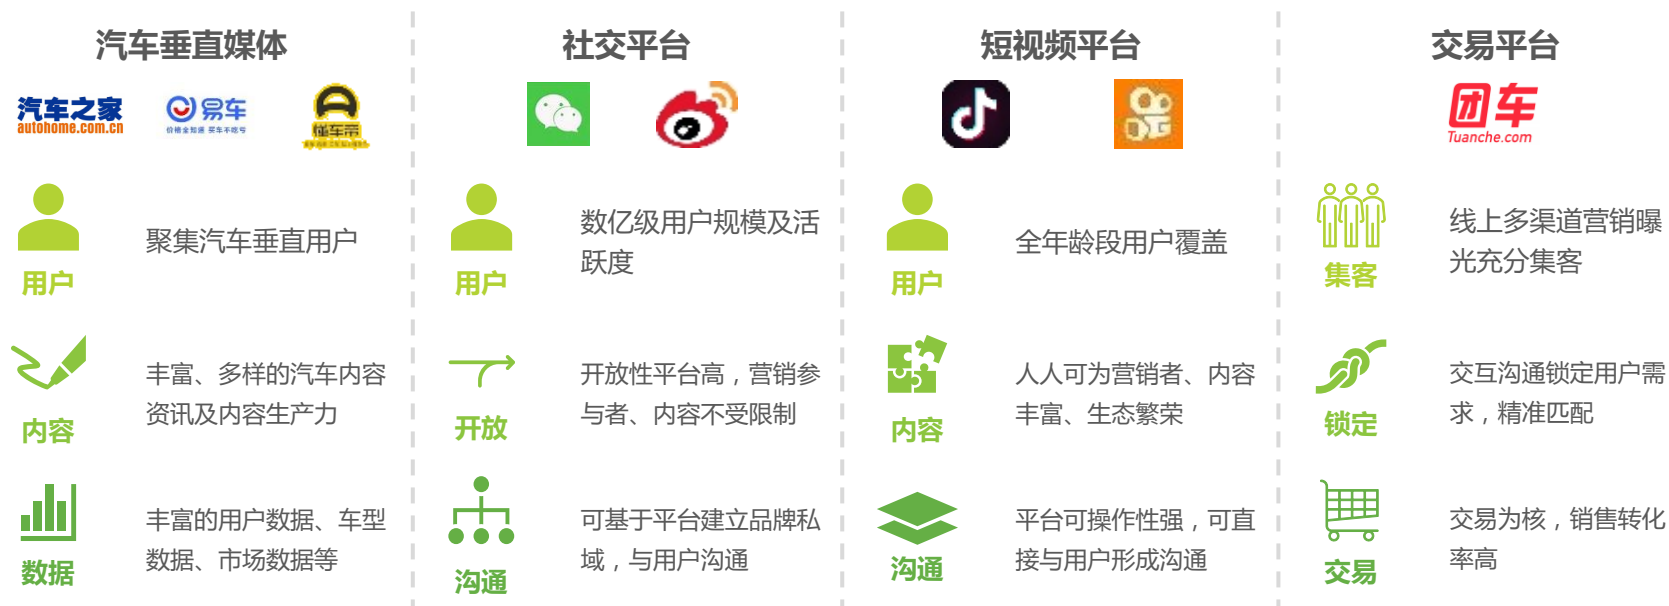 汽车垂直媒体
汽车之家
autohome.com.cn
易车
价格全知道 买车不吃亏
懂车帝
用户
聚集汽车垂直用户
内容
丰富、多样的汽车内容
资讯及内容生产力
数据
丰富的用户数据、车型
数据、市场数据等
社交平台
用户
数亿级用户规模及活
跃度
开放
开放性平台高，营销参
与者、内容不受限制
沟通
可基于平台建立品牌私
域，与用户沟通
短视频平台
用户
全年龄段用户覆盖
内容
人人可为营销者、内容
丰富、生态繁荣
沟通
平台可操作性强，可直
接与用户形成沟通
交易平台
团车
Tuanche.com
集客
线上多渠道营销曝
光充分集客
锁定
交互沟通锁定用户需
求，精准匹配
交易
交易为核，销售转化
率高